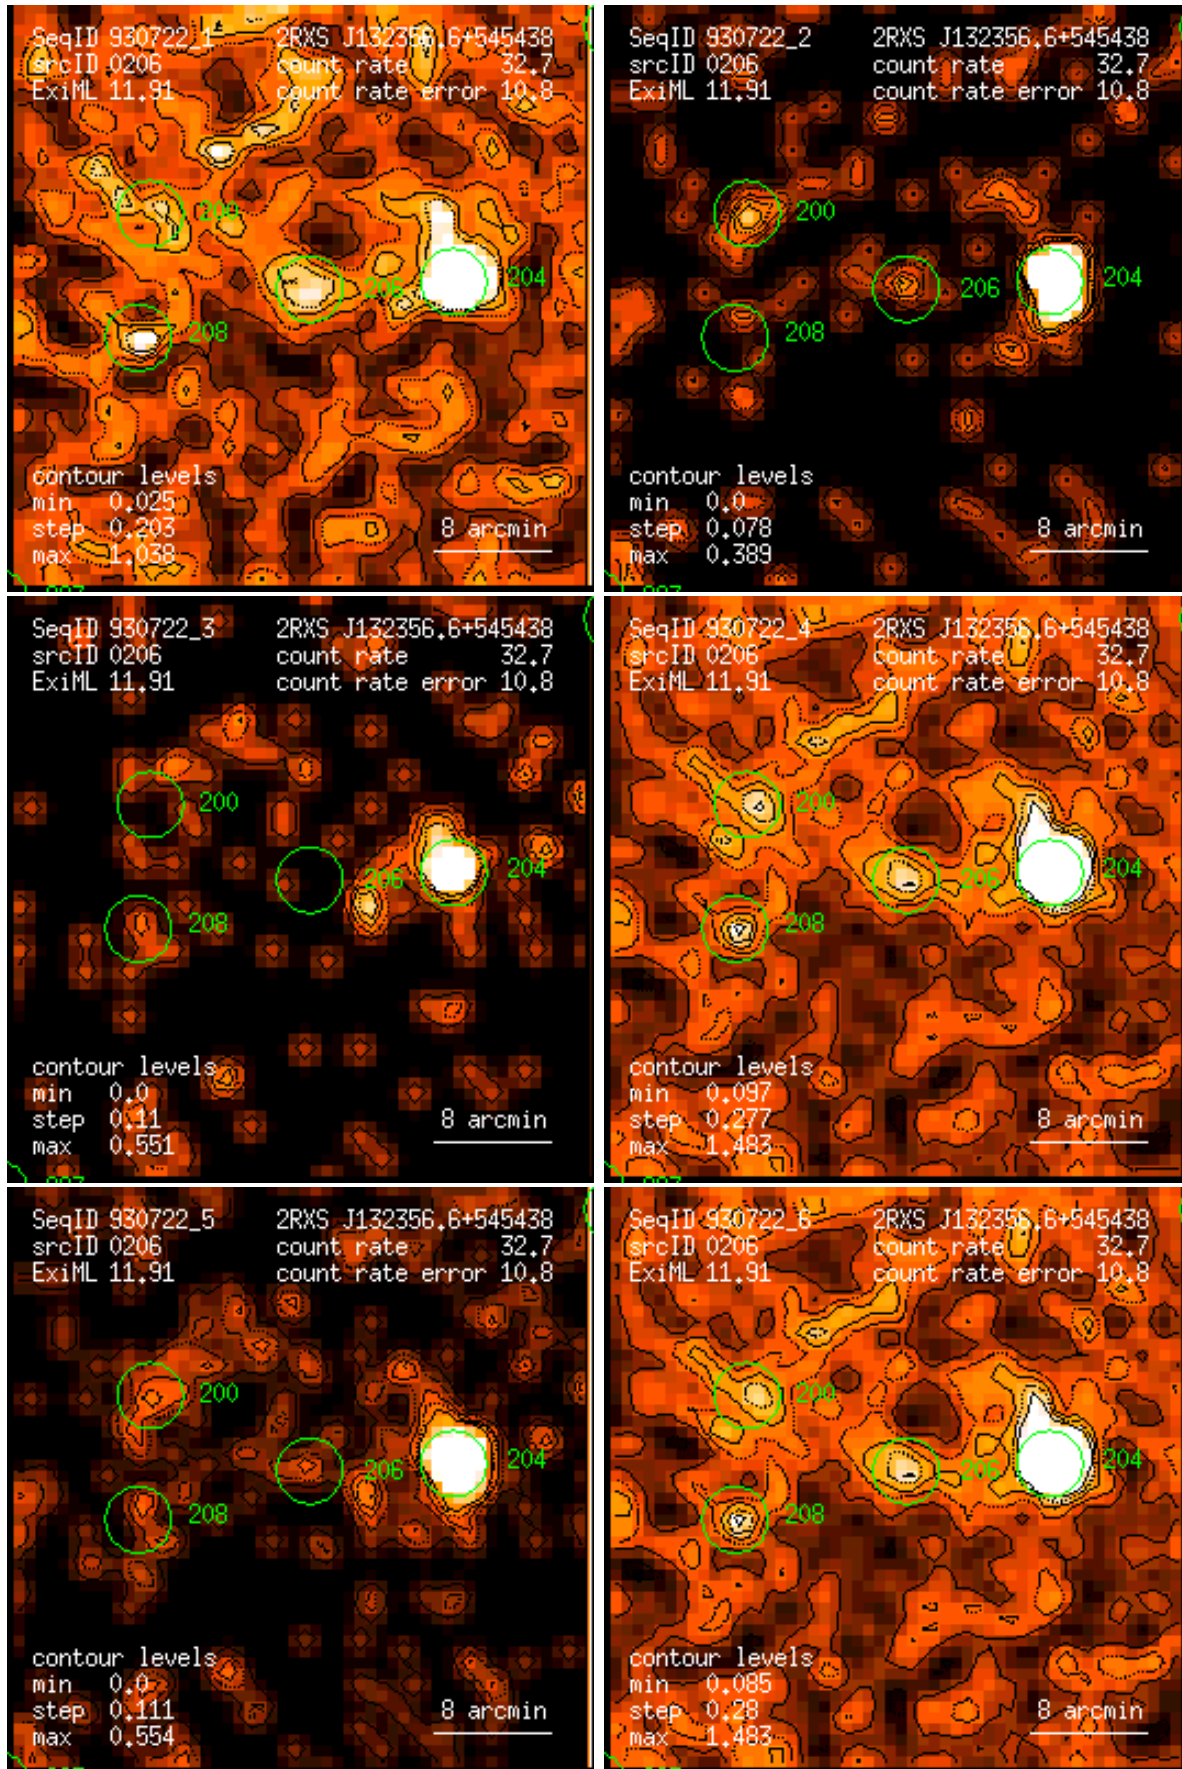 SeqID 930722_1 2RXS J132356.6+545438
srcID 0206 count rate 32.7
ExiML 11.91 count rate error 10.8
200
206
204
208
contour levels
min 0.025
step 0.203 8 arcmin
max 1.038
SeqID 930722_2 2RXS J132356.6+545438
srcID 0206 count rate 32.7
ExiML 11.91 count rate error 10.8
200
206
204
208
contour levels
min 0.0
step 0.078 8 arcmin
max 0.389
SeqID 930722_3 2RXS J132356.6+545438
srcID 0206 count rate 32.7
ExiML 11.91 count rate error 10.8
200
206
204
208
contour levels
min 0.0
step 0.11 8 arcmin
max 0.551
SeqID 930722_4 2RXS J132356.6+545438
srcID 0206 count rate 32.7
ExiML 11.91 count rate error 10.8
200
206
204
208
contour levels
min 0.097
step 0.277 8 arcmin
max 1.483
SeqID 930722_5 2RXS J132356.6+545438
srcID 0206 count rate 32.7
ExiML 11.91 count rate error 10.8
200
206
204
208
contour levels
min 0.0
step 0.111 8 arcmin
max 0.554
SeqID 930722_6 2RXS J132356.6+545438
srcID 0206 count rate 32.7
ExiML 11.91 count rate error 10.8
200
206
204
208
contour levels
min 0.085
step 0.28 8 arcmin
max 1.483